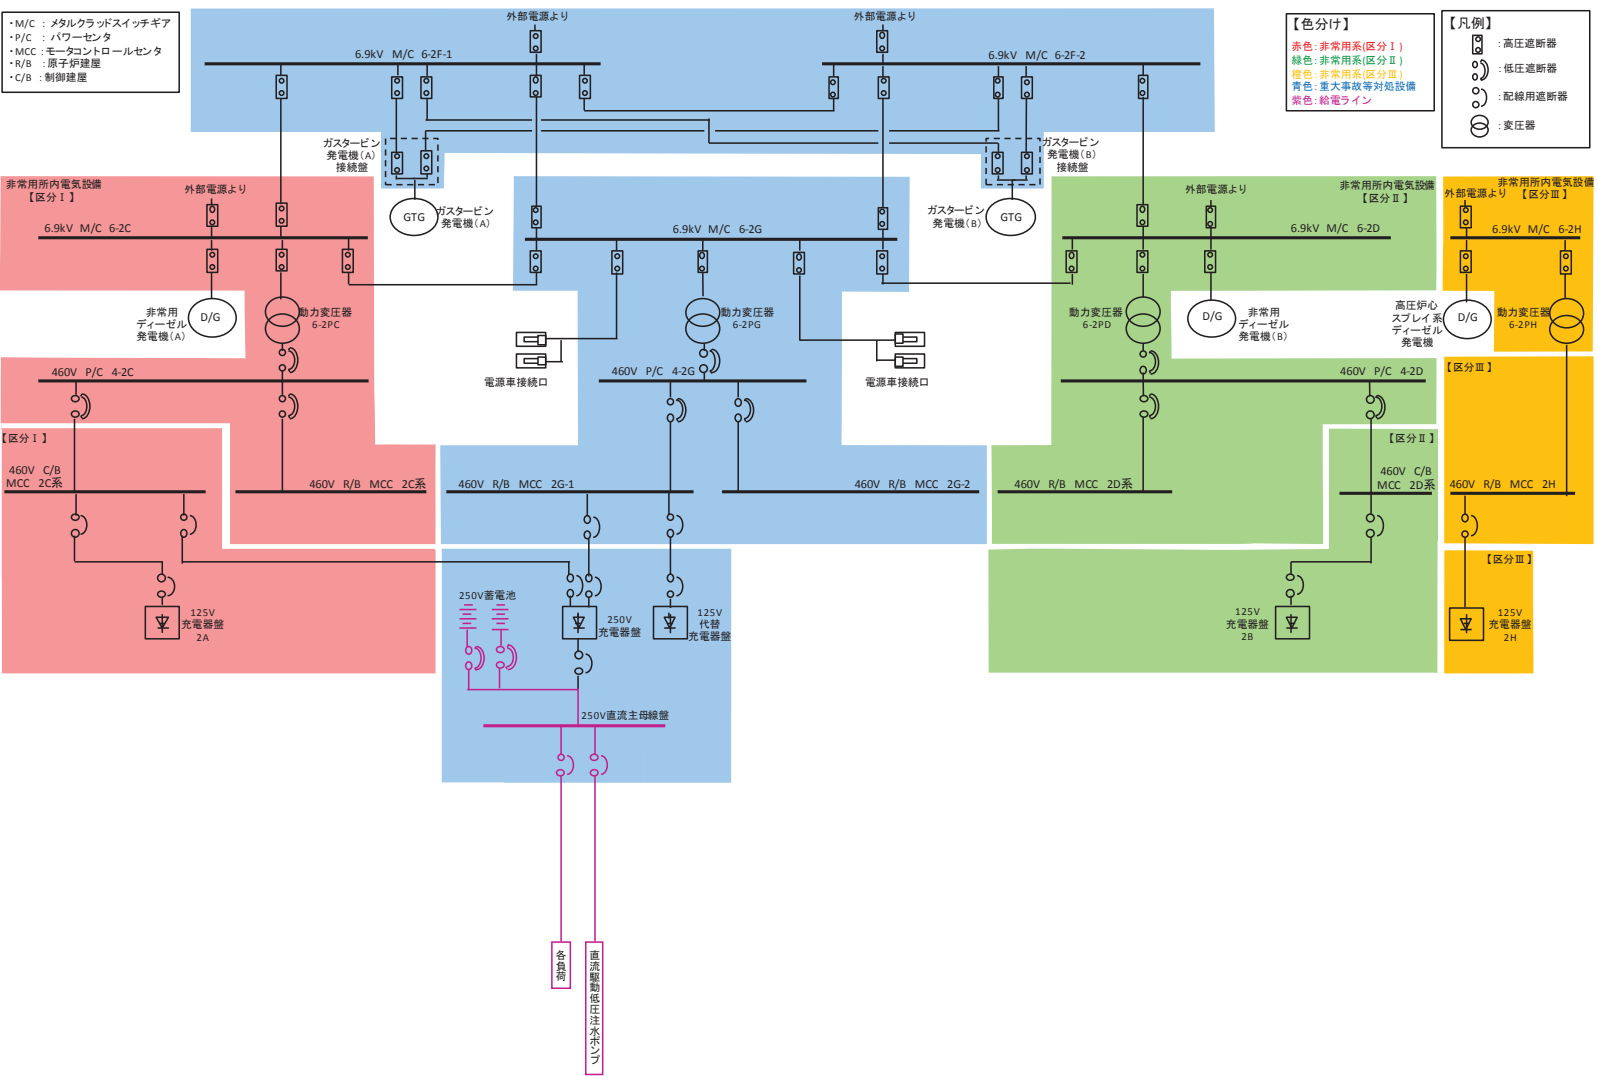 ・M/C ：メタルクラッドスイッチギア
・P/C ：パワーセンタ
・MCC：モータコントロールセンタ
・R/B：原子炉建屋
・C/B：制御建屋
外部電源より
外部電源より
6.9kV M/C 6-2F-1
6.9kV M/C 6-2F-2
【色分け】
赤色：非常用系(区分Ⅰ)
緑色：非常用系(区分Ⅱ)
橙色：非常用系(区分Ⅲ)
青色：重大事故等対処設備
紫色：給電ライン
【凡例】
：高圧遮断器
：低圧遮断器
：配線用遮断器
：変圧器
ガスタービン
発電機(A)
接続盤
ガスタービン
発電機(B)
接続盤
GTG
ガスタービン
発電機(A)
ガスタービン
発電機(B)
GTG
非常用所内電気設備
【区分Ⅰ】
外部電源より
6.9kV M/C 6-2C
6.9kV M/C 6-2G
外部電源より
非常用所内電気設備
【区分Ⅱ】
6.9kV M/C 6-2D
非常用所内電気設備
【区分Ⅲ】
外部電源より
6.9kV M/C 6-2H
非常用
ディーゼル
発電機(A)
D/G
動力変圧器
6-2PC
動力変圧器
6-2PG
動力変圧器
6-2PD
D/G
非常用
ディーゼル
発電機(B)
高圧炉心
スプレイ系
ディーゼル
発電機
D/G
動力変圧器
6-2PH
電源車接続口
電源車接続口
460V P/C 4-2C
460V P/C 4-2G
460V P/C 4-2D
【区分Ⅲ】
【区分Ⅰ】
460V C/B
MCC 2C系
460V R/B MCC 2C系
460V R/B MCC 2G-1
460V R/B MCC 2G-2
460V R/B MCC 2D系
【区分Ⅱ】
460V C/B
MCC 2D系
460V R/B MCC 2H
125V
充電器盤
2A
250V蓄電池
250V
充電器盤
125V
代替
充電器盤
125V
充電器盤
2B
【区分Ⅲ】
125V
充電器盤
2H
250V直流主母線盤
各負荷
直流駆動低圧注水ポンプ